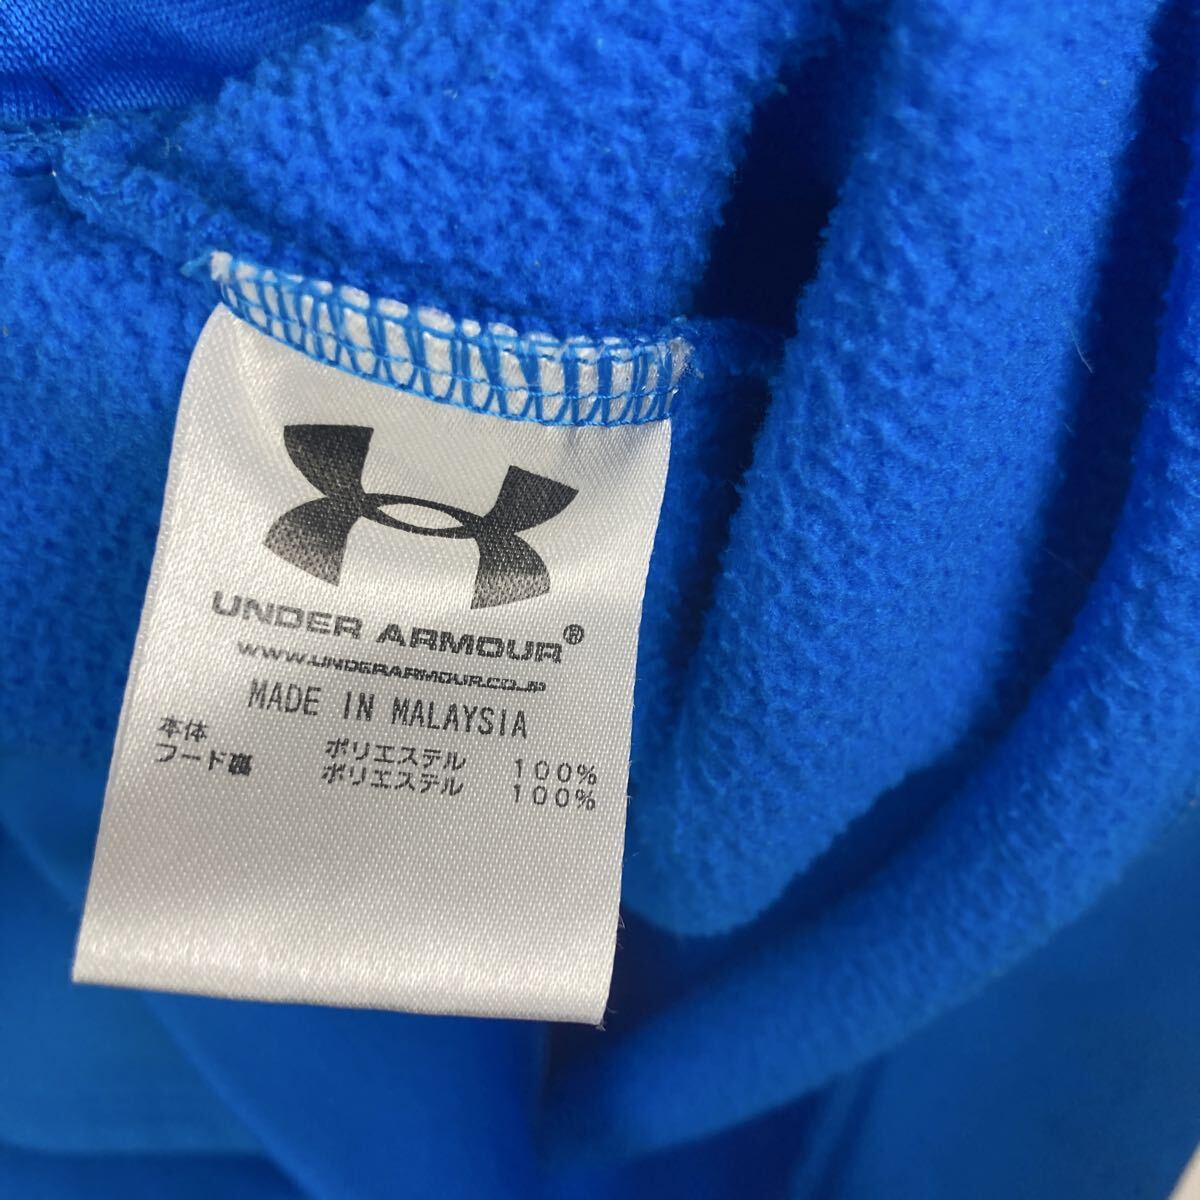 UNDER ARMOUR®
WWW.UNDERARMOUR.CO.JP
MADE IN MALAYSIA
本体 ポリエステル 100%
フード裏 ポリエステル 100%